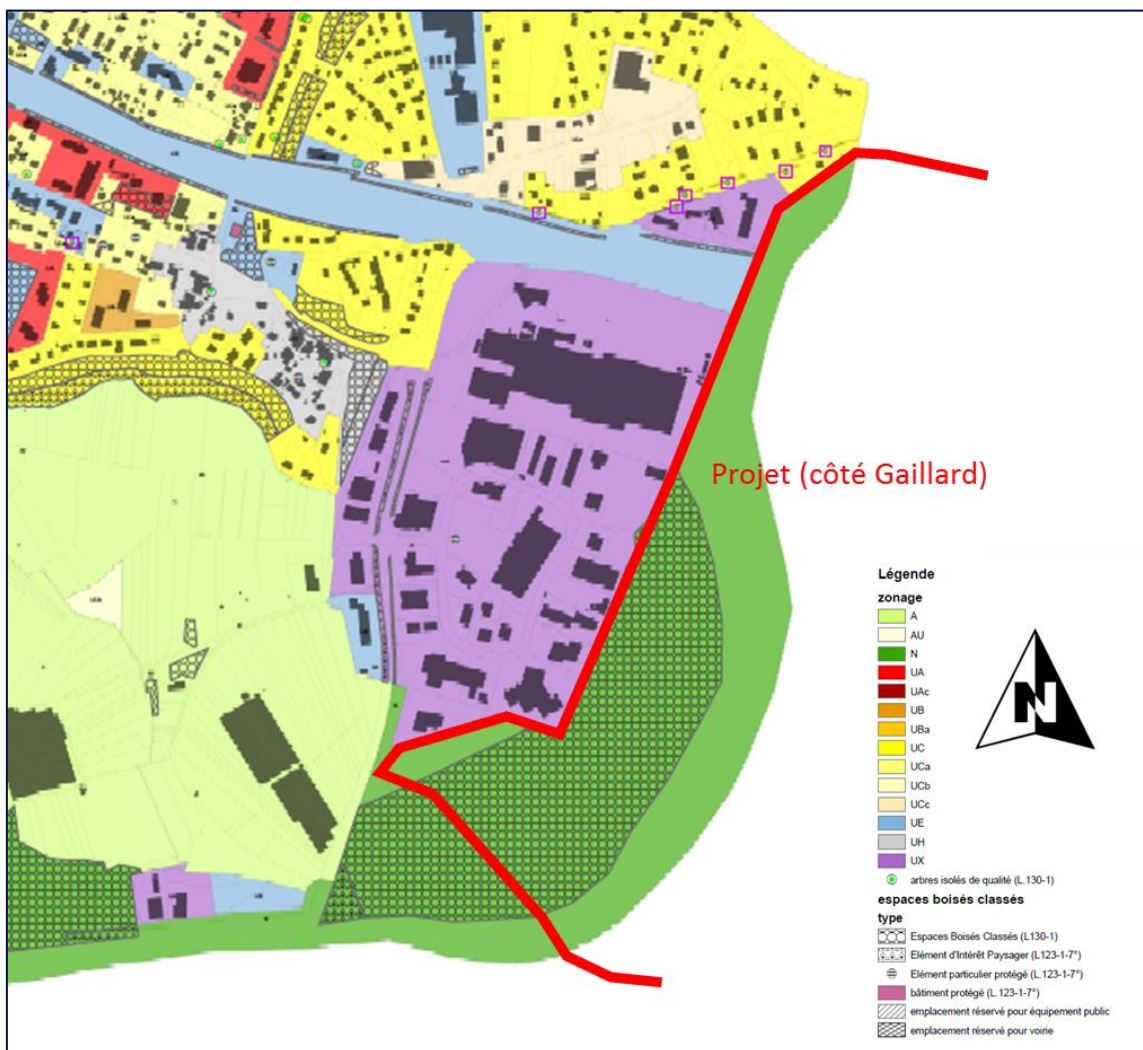 Projet (côté Gaillard)
Légende
zonage
A
AU
N
UA
UAc
UB
UBa
UC
UCa
UCb
UCc
UE
UH
UX
arbres isolés de qualité (L.130-1)
espaces boisés classés
type
Espaces Boisés Classés (L130-1)
Elément d'Intérêt Paysager (L123-1-7°)
Elément particulier protégé (L.123-1-7°)
bâtiment protégé (L.123-1-7°)
emplacement réservé pour équipement public
emplacement réservé pour voirie
N